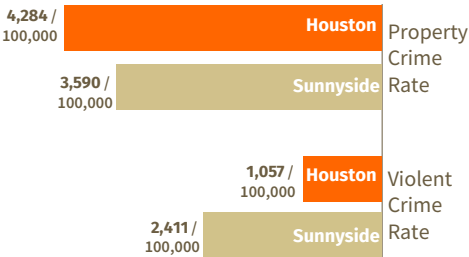 4,284 /
100,000
Houston
Property
Crime
Rate
3,590 /
100,000
Sunnyside
1,057 /
100,000
Houston
Violent
Crime
Rate
2,411 /
100,000
Sunnyside